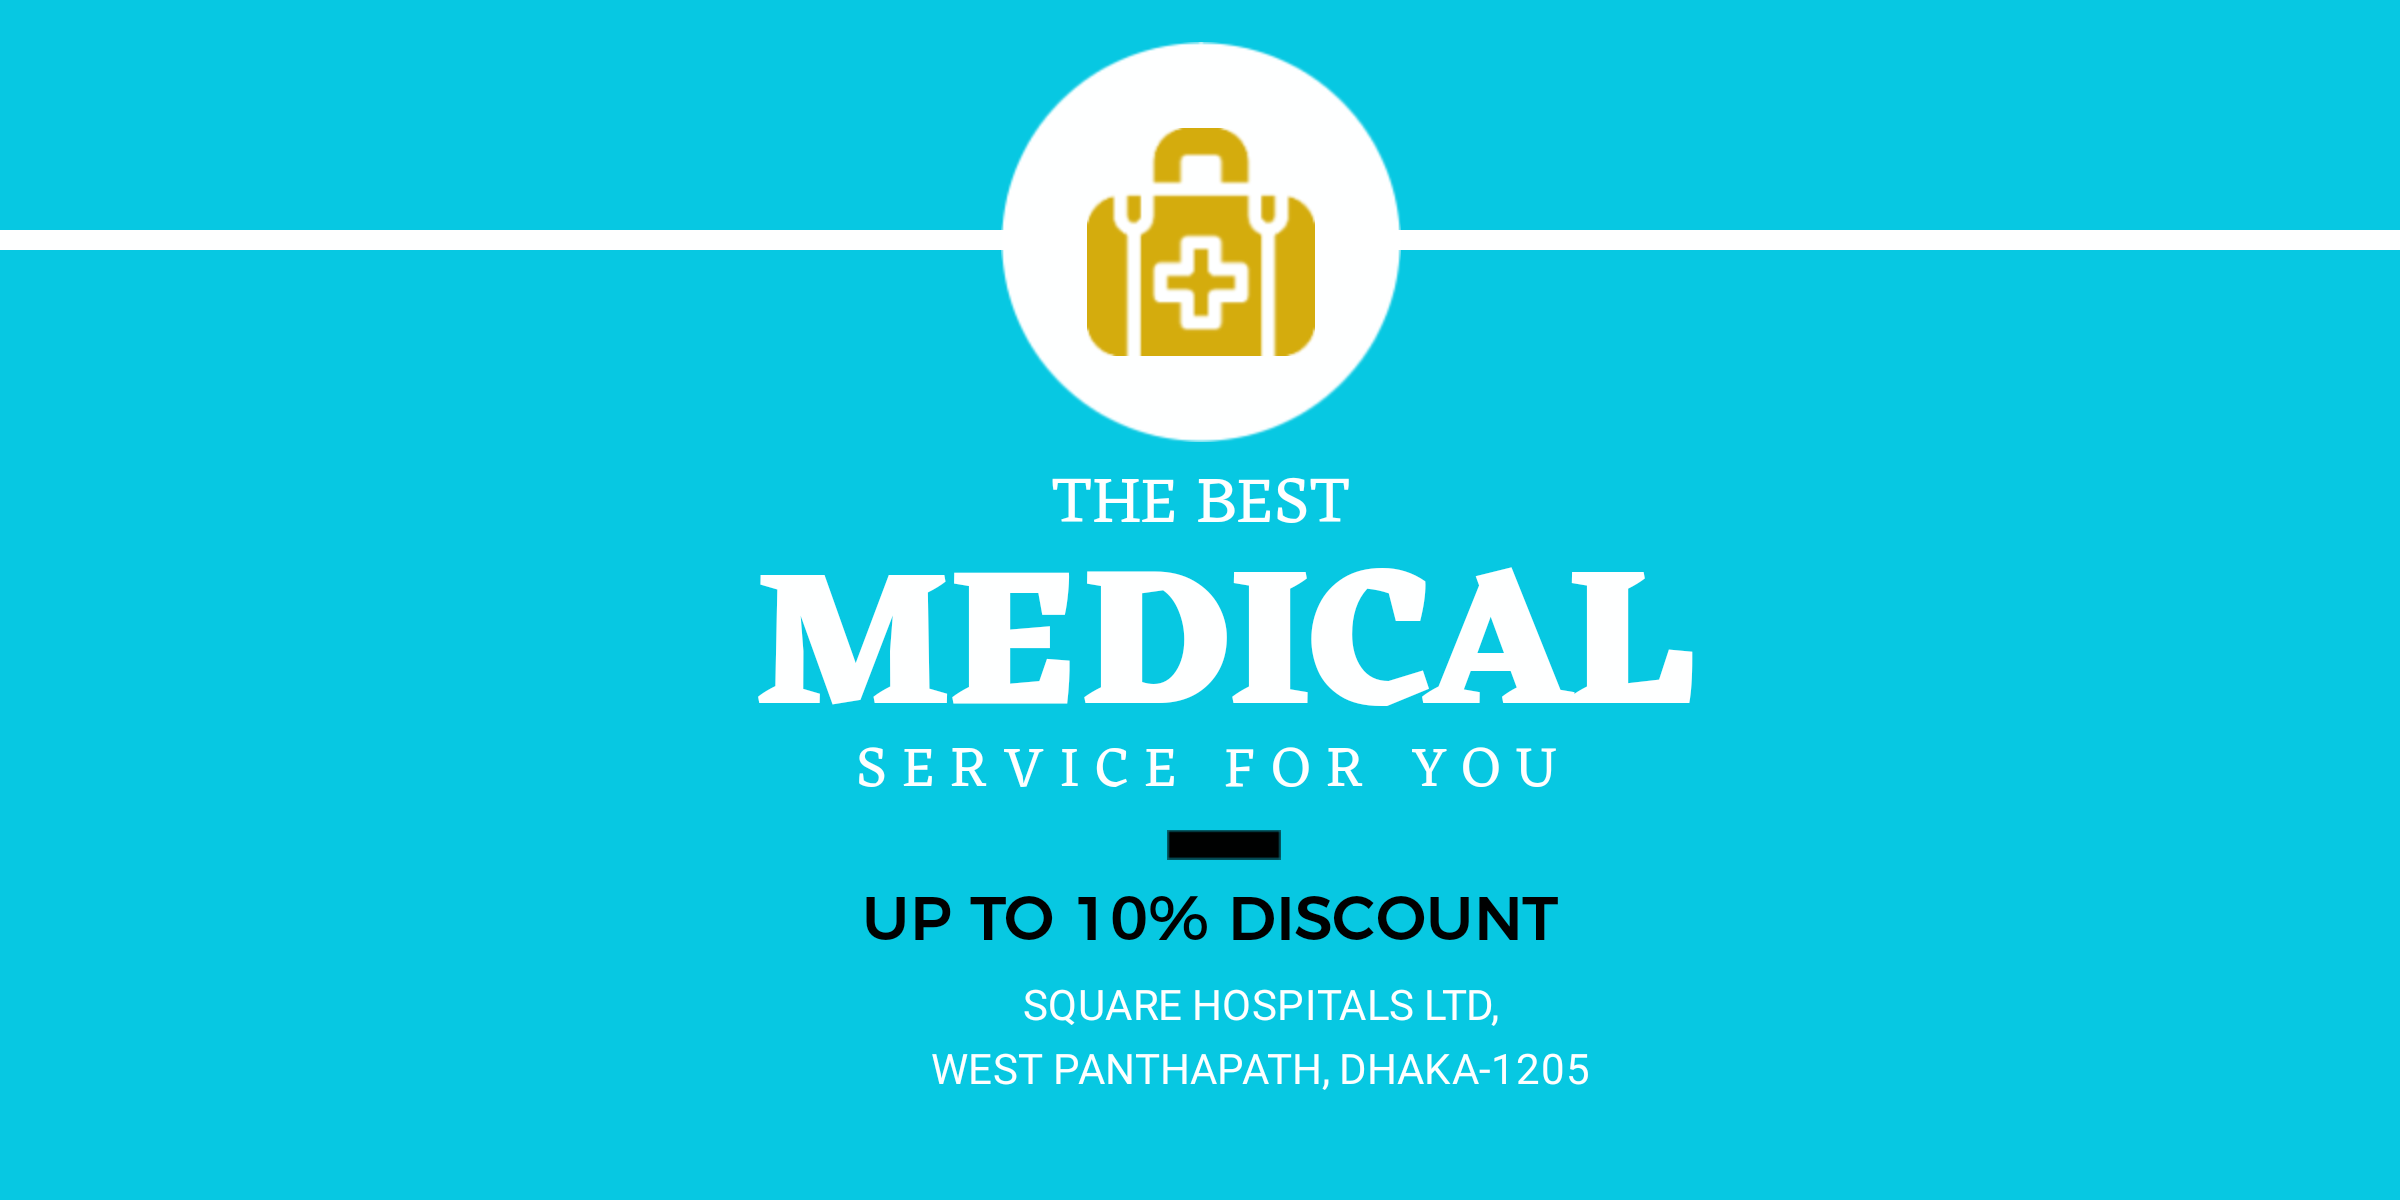 THE BEST
MEDICAL
SERVICE FOR YOU
UP TO 10% DISCOUNT
SQUARE HOSPITALS LTD,
WEST PANTHAPATH, DHAKA-1205